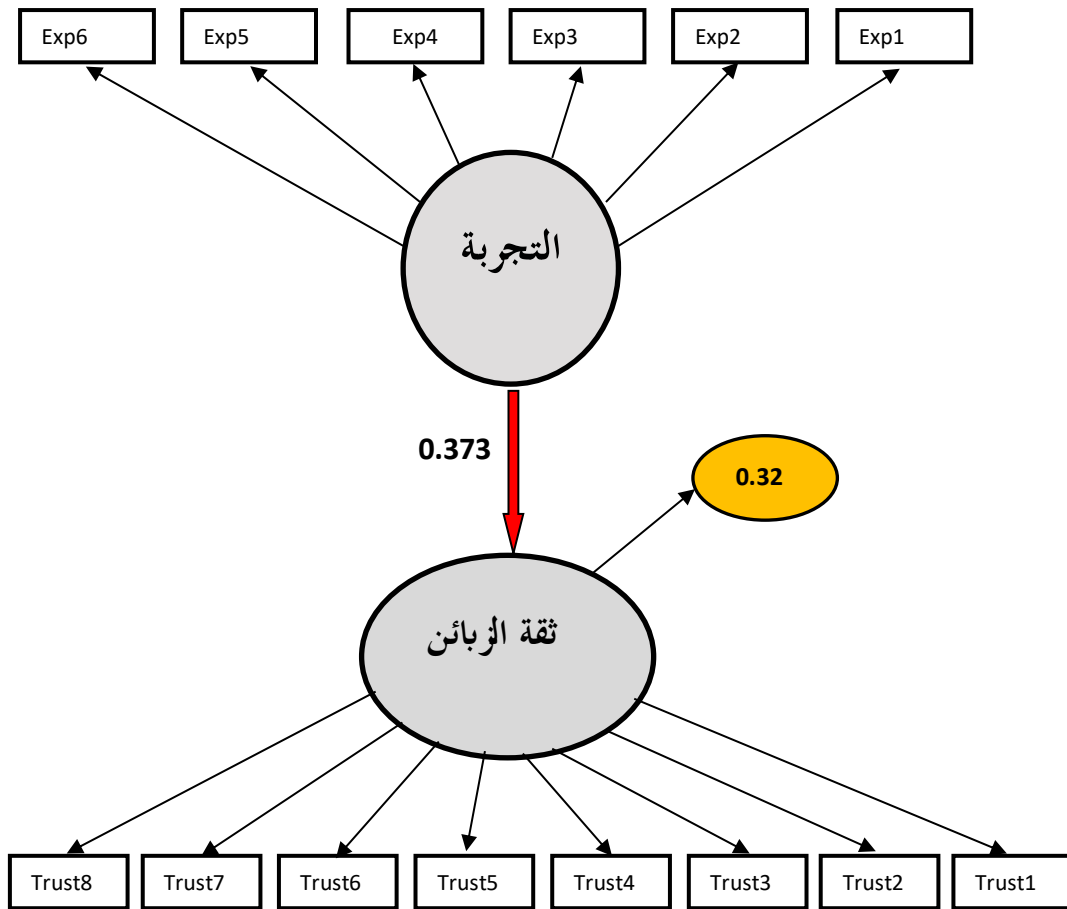 Exp6
Exp5
Exp4
Exp3
Exp2
Exp1
التجربة
0.373
0.32
ثقة الزبائن
Trust8
Trust7
Trust6
Trust5
Trust4
Trust3
Trust2
Trust1